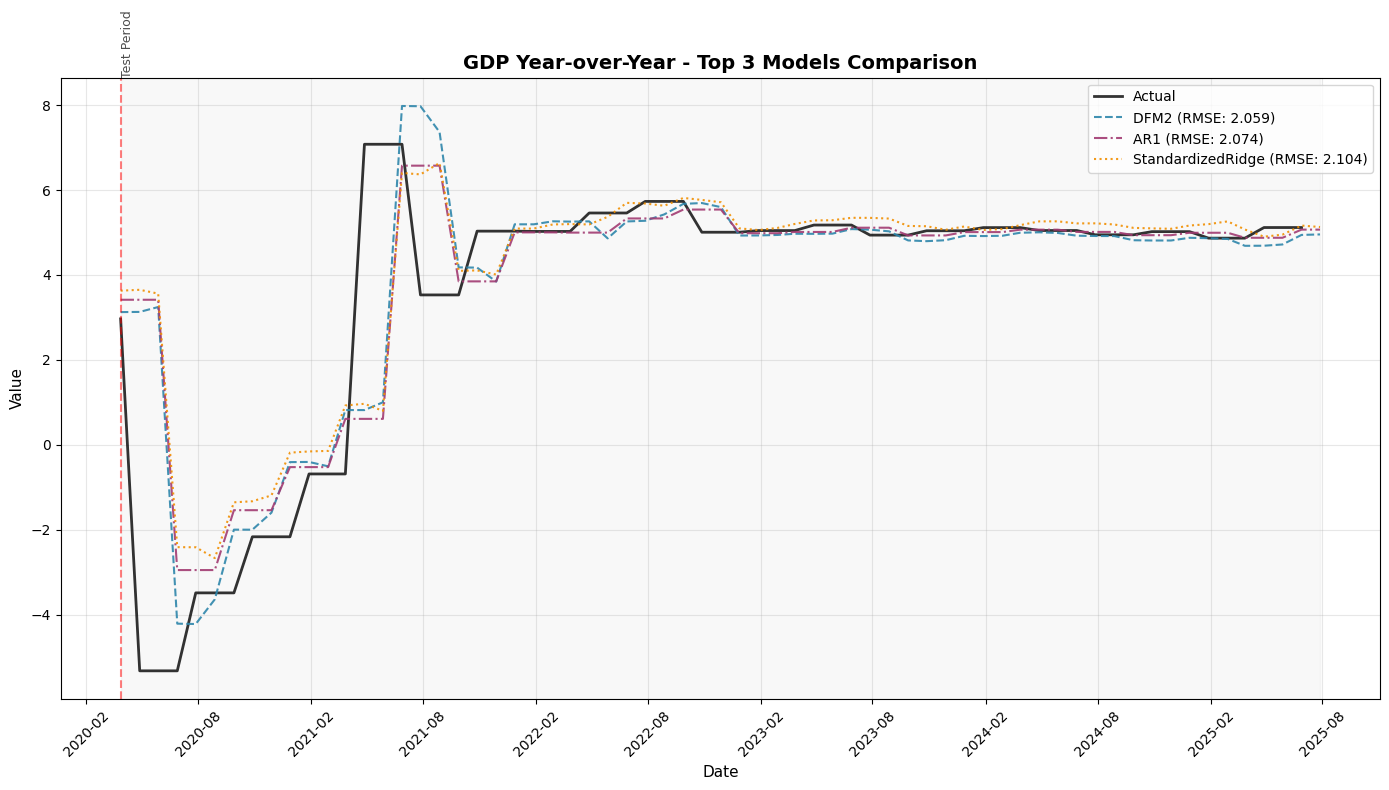 Test Period
GDP Year-over-Year - Top 3 Models Comparison
Actual
DFM2 (RMSE: 2.059)
AR1 (RMSE: 2.074)
StandardizedRidge (RMSE: 2.104)
Value
8
6
4
2
0
−2
−4
2020-02
2020-08
2021-02
2021-08
2022-02
2022-08
2023-02
2023-08
2024-02
2024-08
2025-02
2025-08
Date